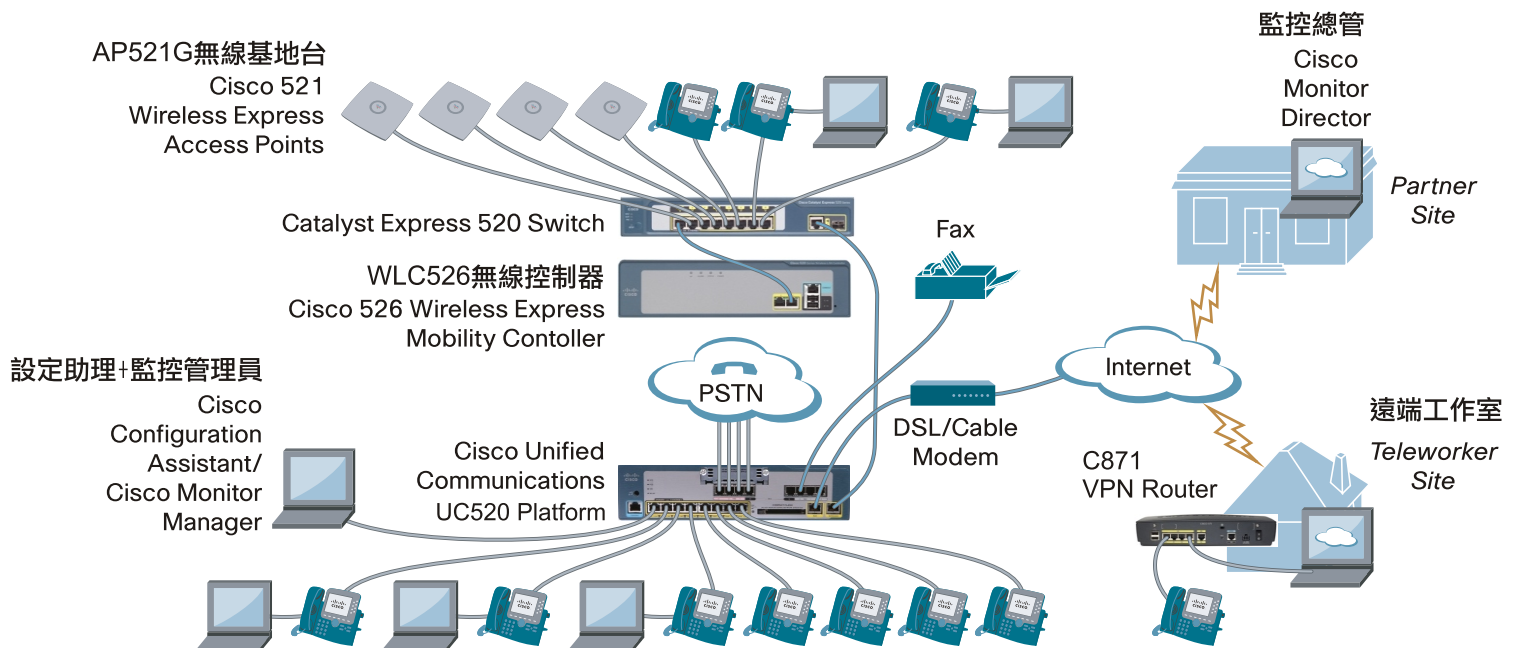 AP521G無線基地台
Cisco 521
Wireless Express
Access Points
監控總管
Cisco
Monitor
Director
Partner
Site
Catalyst Express 520 Switch
Fax
WLC526無線控制器
Cisco 526 Wireless Express
Mobility Contoller
設定助理+監控管理員
Cisco
Configuration
Assistant/
Cisco Monitor
Manager
PSTN
Internet
DSL/Cable
Modem
Cisco Unified
Communications
UC520 Platform
遠端工作室
Teleworker
Site
C871
VPN Router